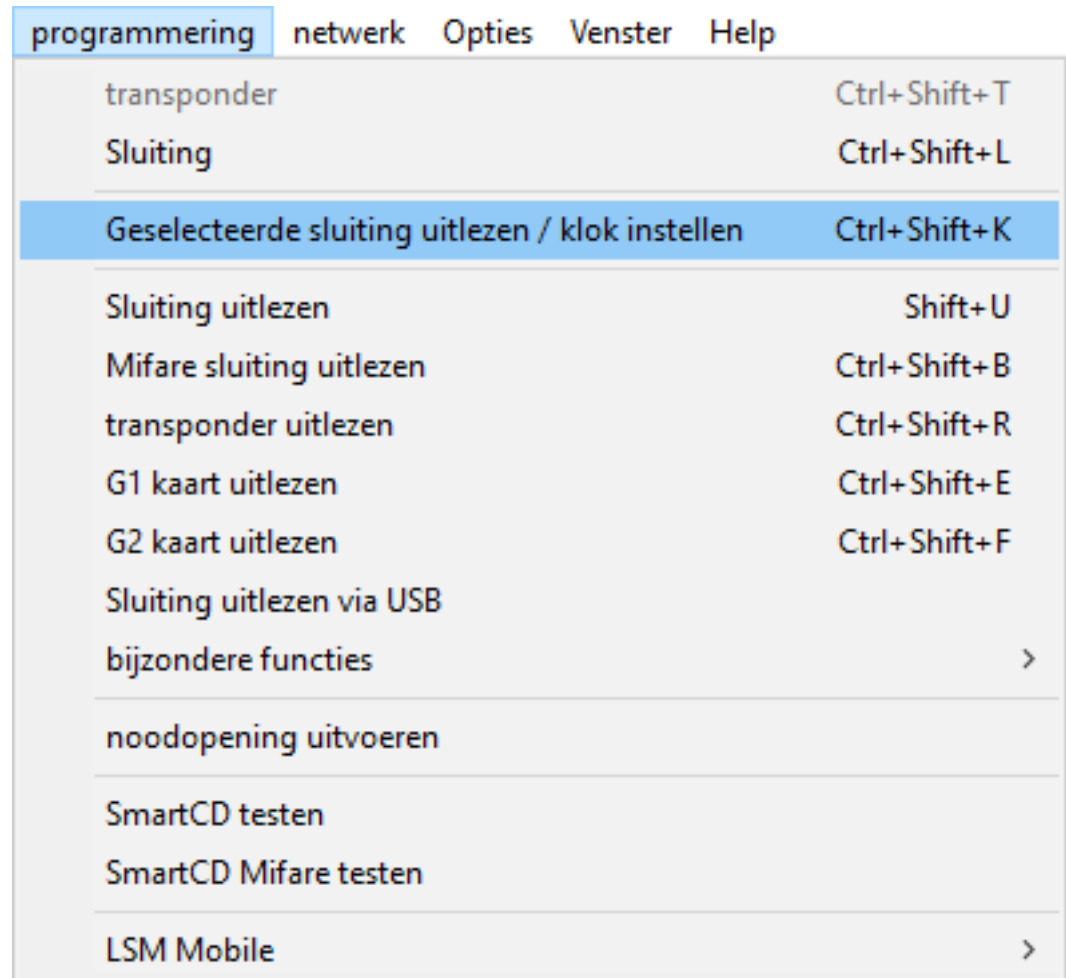 programmering netwerk Opties Venster Help
transponder Ctrl+Shift+T
Sluiting Ctrl+Shift+L
Geselecteerde sluiting uitlezen / klok instellen Ctrl+Shift+K
Sluiting uitlezen Shift+U
Mifare sluiting uitlezen Ctrl+Shift+B
transponder uitlezen Ctrl+Shift+R
G1 kaart uitlezen Ctrl+Shift+E
G2 kaart uitlezen Ctrl+Shift+F
Sluiting uitlezen via USB
bijzondere functies
noodopening uitvoeren
SmartCD testen
SmartCD Mifare testen
LSM Mobile